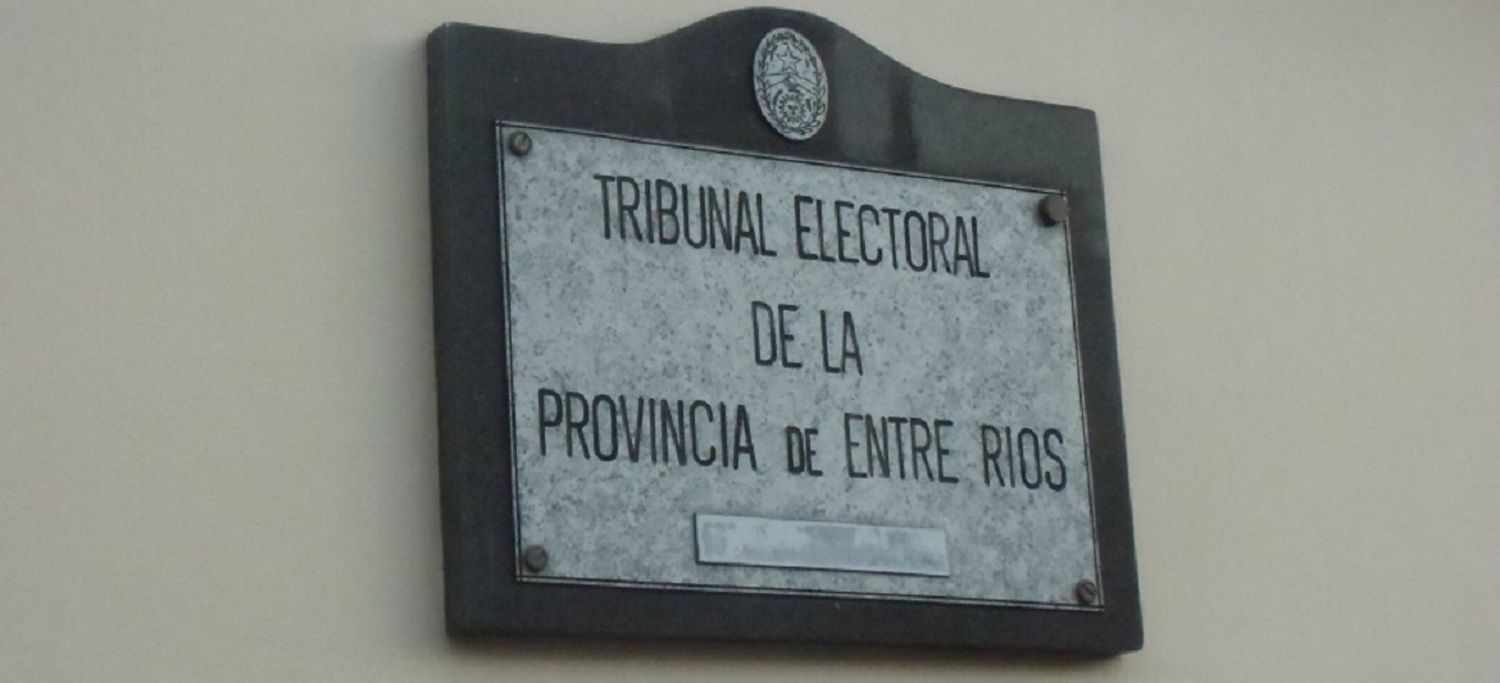 TRIBUNAL ELECTORAL
DE LA
PROVINCIA DE ENTRE RIOS